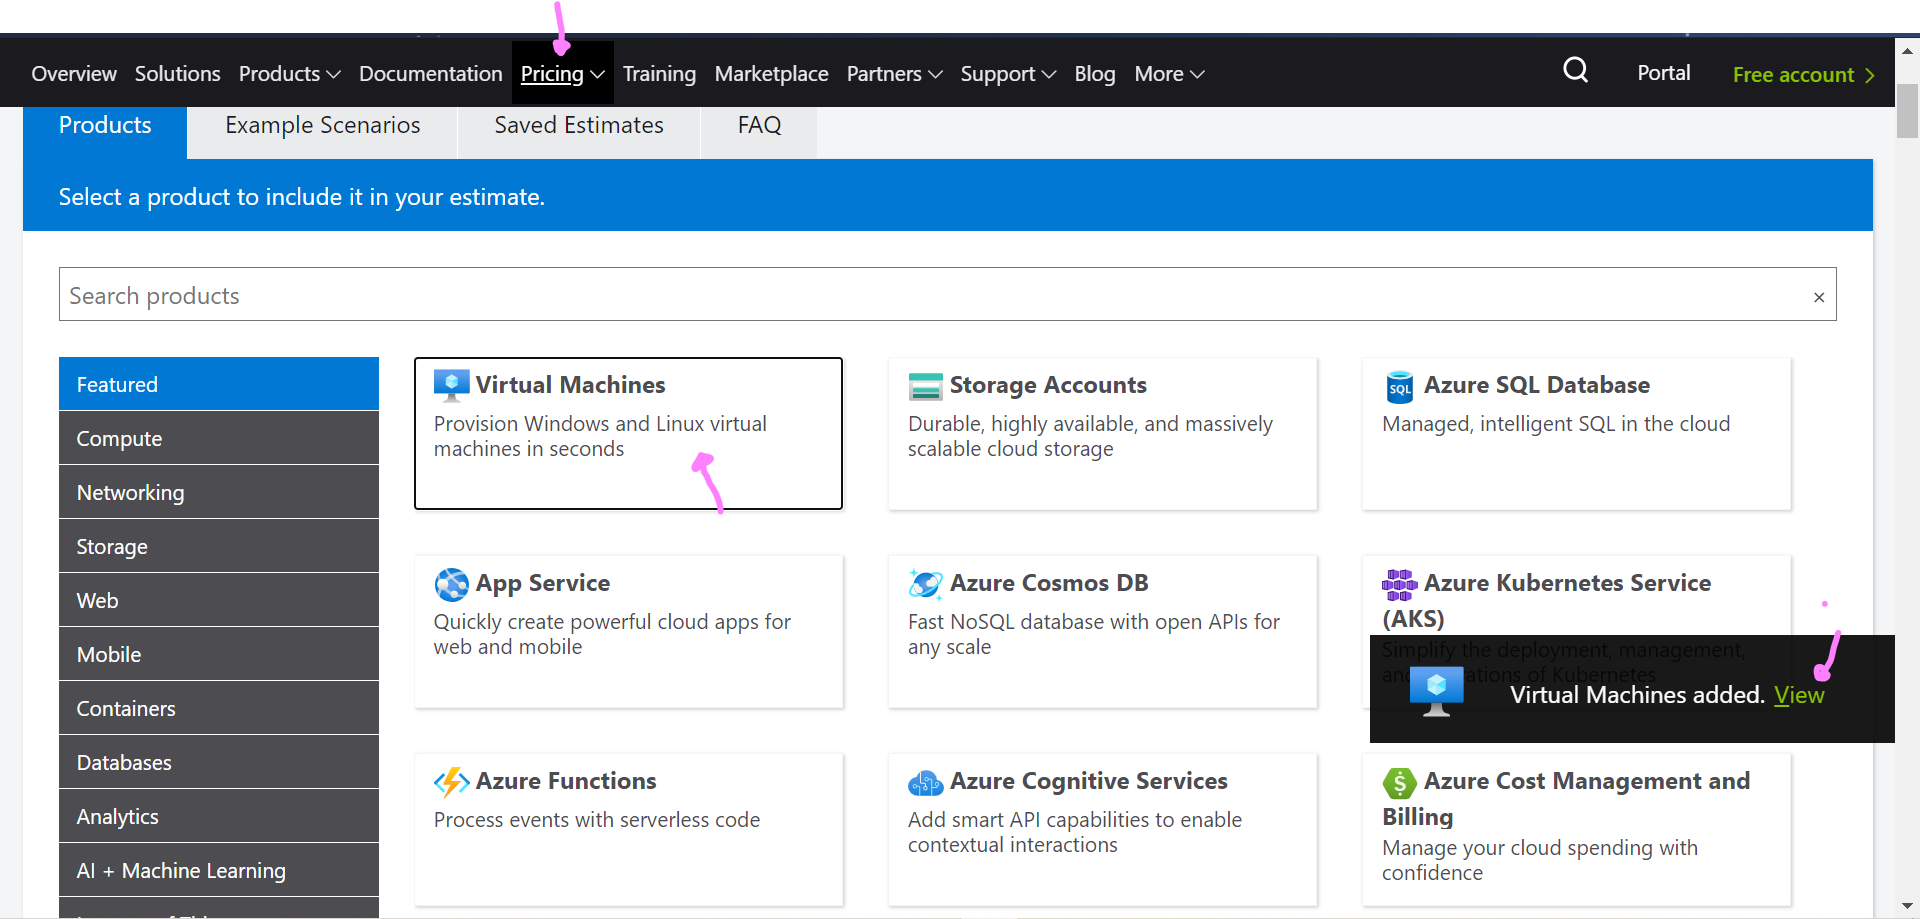 Overview Solutions Products Documentation Pricing Training Marketplace Partners Support Blog More Portal Free account
Products Example Scenarios Saved Estimates FAQ
Select a product to include it in your estimate.
Search products
Featured
Compute
Networking
Storage
Web
Mobile
Containers
Databases
Analytics
AI + Machine Learning
Virtual Machines
Provision Windows and Linux virtual
machines in seconds
Storage Accounts
Durable, highly available, and massively
scalable cloud storage
SQL
Azure SQL Database
Managed, intelligent SQL in the cloud
App Service
Quickly create powerful cloud apps for
web and mobile
Azure Cosmos DB
Fast NoSQL database with open APIs for
any scale
Azure Kubernetes Service
(AKS)
Simplify the deployment, management,
of Kubernetes
Virtual Machines added. View
Azure Functions
Process events with serverless code
Azure Cognitive Services
Add smart API capabilities to enable
contextual interactions
Azure Cost Management and
Billing
Manage your cloud spending with
confidence